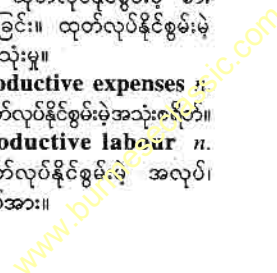 ခြင်း။ ထုတ်လုပ်နိုင်စွမ်းမဲ့
သုံးမှု။
oductive expenses n.
်လုပ်နိုင်စွမ်းမဲ့အသုံးစရိတ်။
oductive labour n.
်လုပ်နိုင်စွမ်းမဲ့ အလုပ်၊
အား။
www.burmeseclassic.com